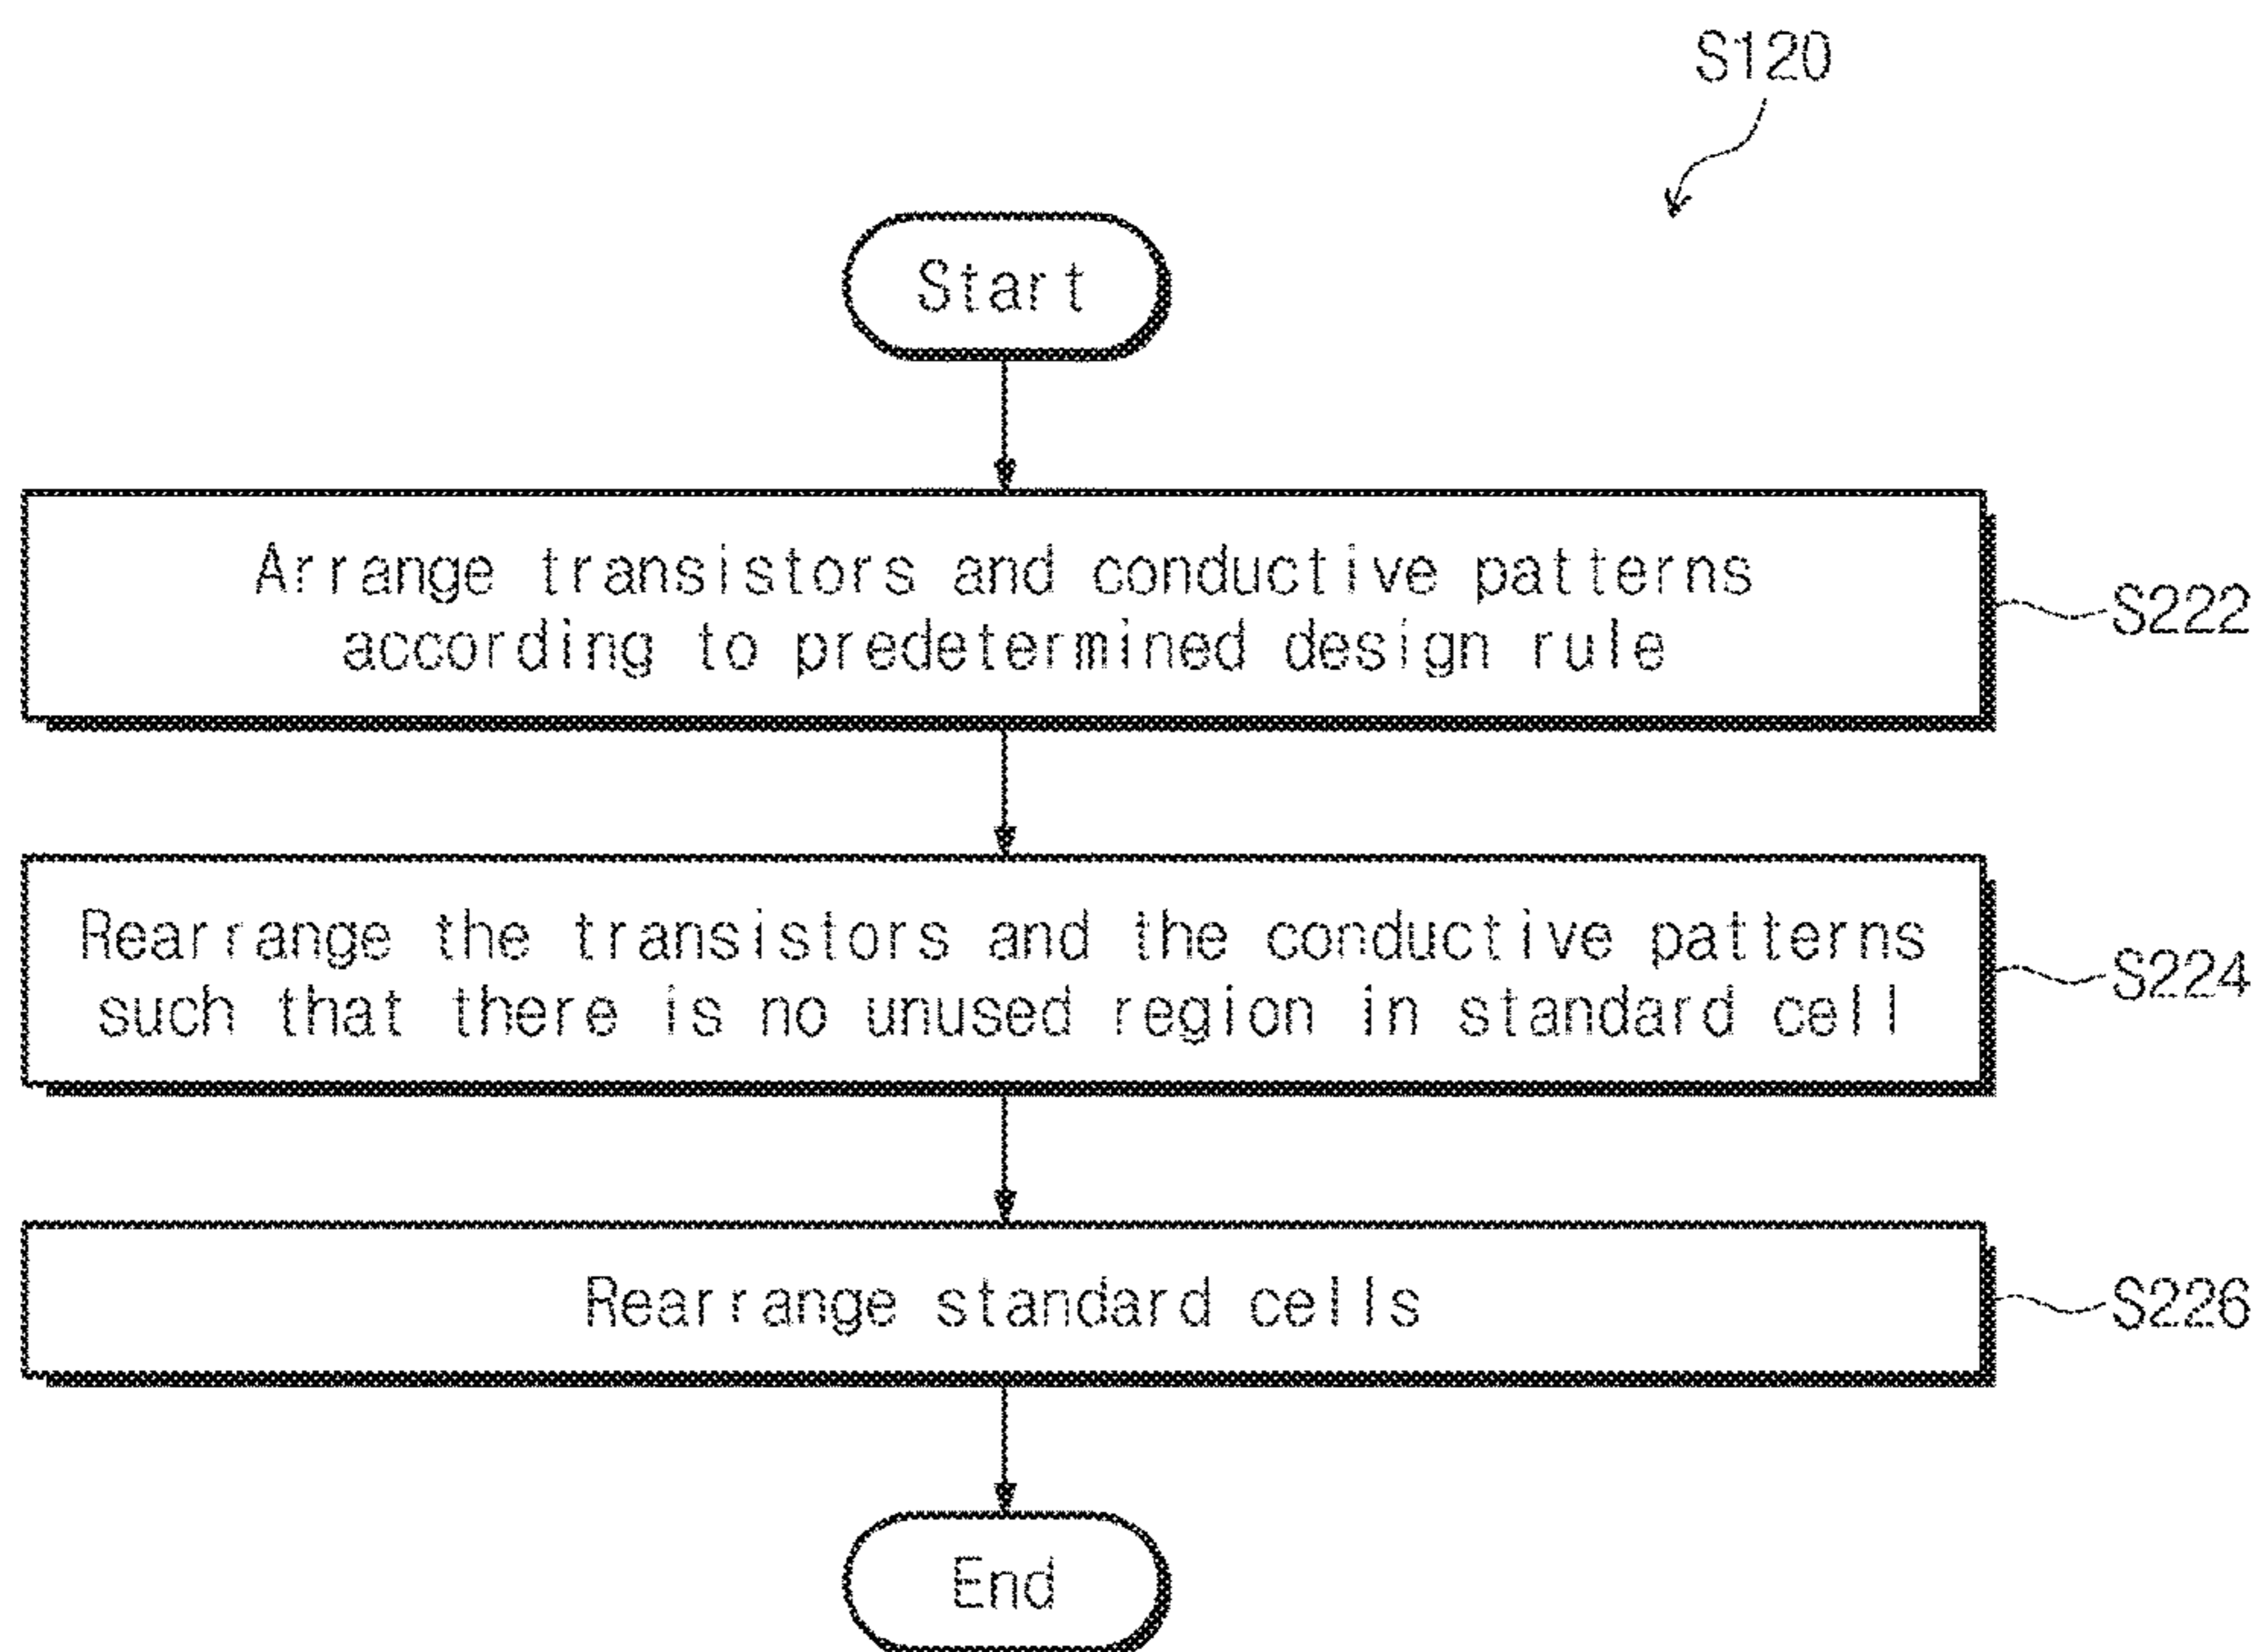 S120
Start
Arrange transistors and conductive patterns
according to predetermined design rule
S222
Rearrange the transistors and the conductive patterns
such that there is no unused region in standard cell
S224
Rearrange standard cells
S226
End